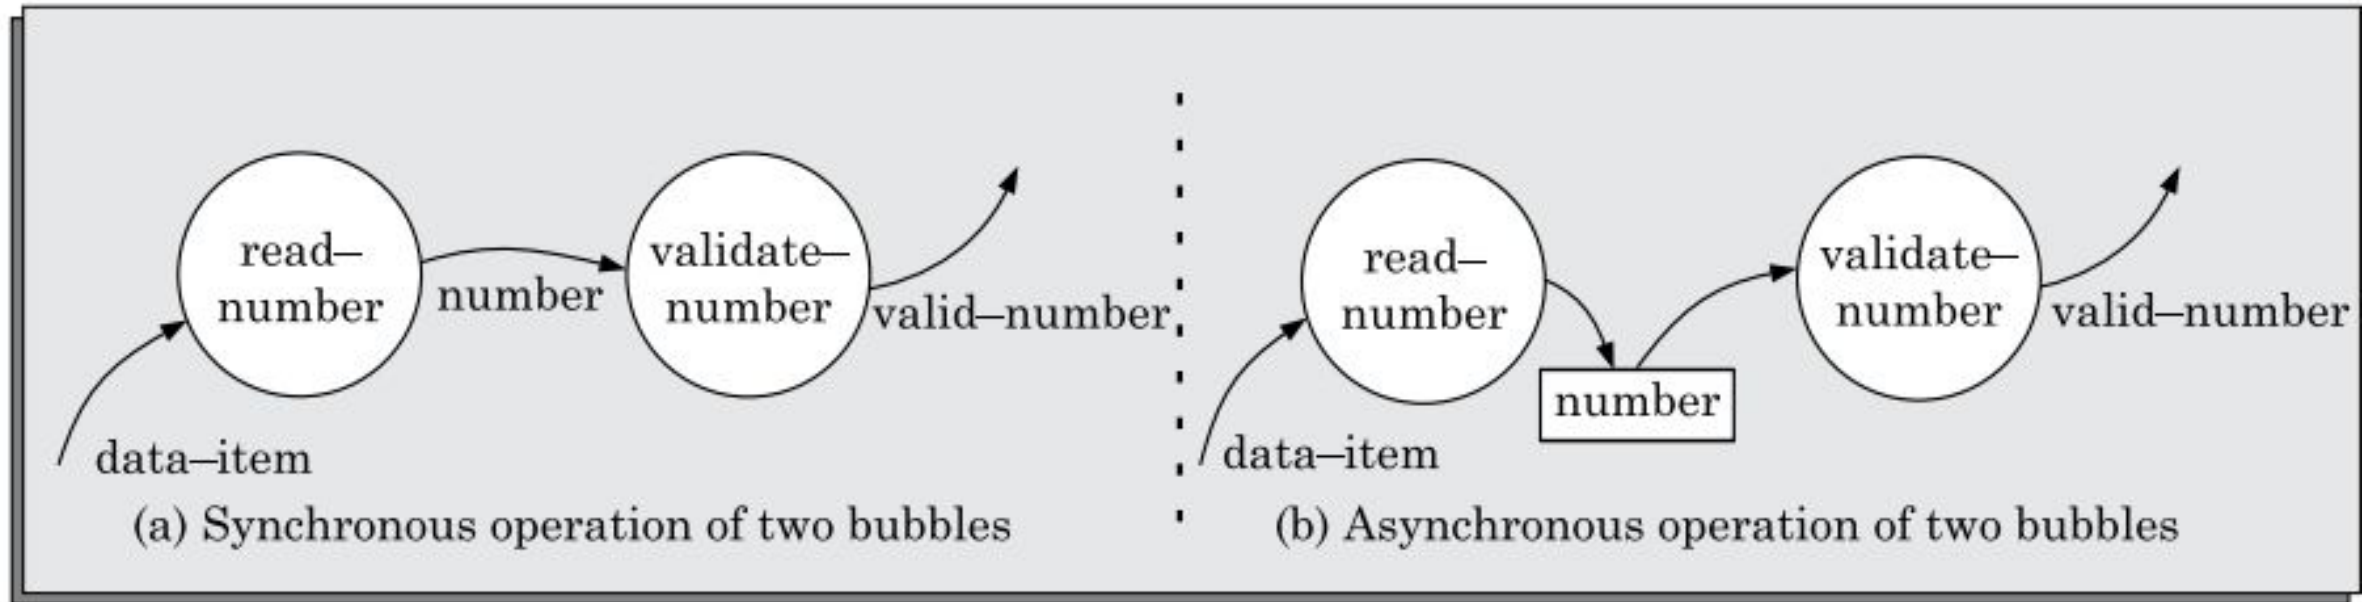 read–
number
number
validate–
number
valid–number
data–item
(a) Synchronous operation of two bubbles
read–
number
number
validate–
number
valid–number
data–item
(b) Asynchronous operation of two bubbles